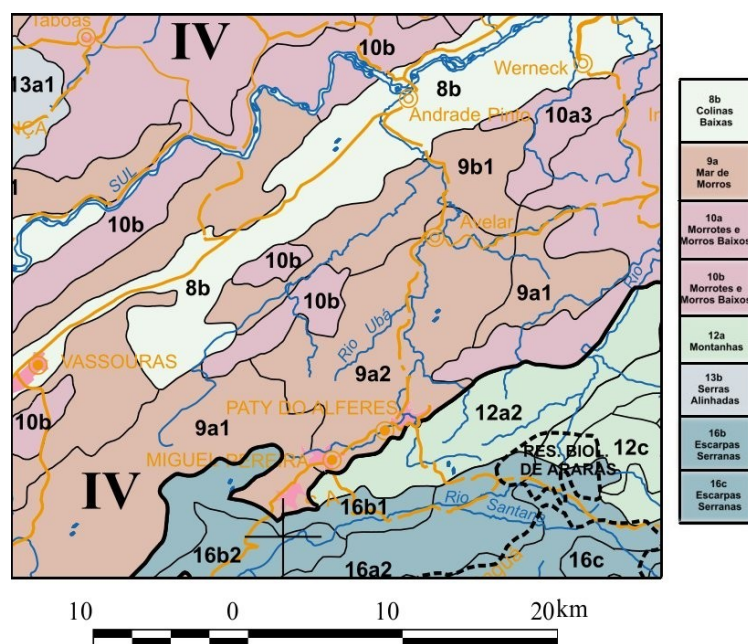 Taboas
IV
10b
Werneck
13a1
8b
Andrade Pinto
10a3
SUL
9b1
10b
Avelar
10b
8b
10b
9a1
Rio
Rio Ubá
VASSOURAS
9a2
10b
PATY DO ALFERES
12a2
9a1
MIGUEL PEREIRA
RES. BIOL.
DE ARARAS
12c
IV
16b1
Rio Santana
16b2
16a2
16c
10 0 10 20km
8b
Colinas
Baixas
9a
Mar de
Morros
10a
Morrotes e
Morros Baixos
10b
Morrotes e
Morros Baixos
12a
Montanhas
13b
Serras
Alinhadas
16b
Escarpas
Serranas
16c
Escarpas
Serranas